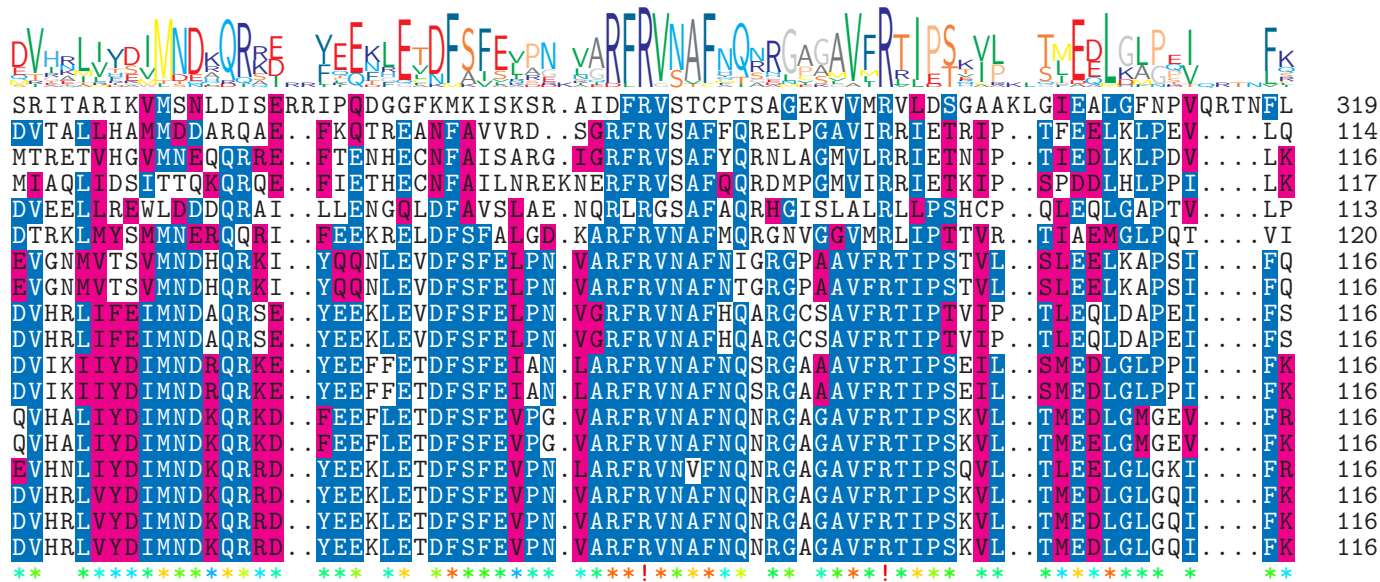 SRITARIKVMSNLDISERRIPQDGGFKMKISKSR.AIDFRVSTCPTSAGEKVVMRVLDSGAAKLGIEALGFNPVQRTNFL 319
DVTALLHAMMDDARQAE..FKQTREANFAVVRD..SGRFRVSAFFQRELPGAVIRRIETRIP..TFEELKLPEV....LQ 114
MTRETVHGVMNEQQRRE..FTENHECNFAISARG.IGRFRVSAFYQRNLAGMVLRRIETNIP..TIEDLKLPDV....LK 116
MIAQLIDSITTQKQRQE..FIETHECNFAILNREKNERFRVSAFQQRDMPGMVIRRIETKIP..SPDDLHLPPI....LK 117
DVEELLREWLDDDQRAI..LLENGQLDFAVSLAE.NQRLRGSAFAQRHGISLALRLLPSHCP..QLEQLGAPTV....LP 113
DTRKLMYSMMNERQQRI..FEEKRELDFSFALGD.KARFRVNAFMQRGNVGGVMRLIPTTVR..TIAEMGLPQT....VI 120
EVGNMVTSVMNDHQRKI..YQQNLEVDFSFELPN.VARFRVNAFNIGRGPAAVFRTIPSTVL..SLEELKAPSI....FQ 116
EVGNMVTSVMNDHQRKI..YQQNLEVDFSFELPN.VARFRVNAFNTGRGPAAVFRTIPSTVL..SLEELKAPSI....FQ 116
DVHRLIFEIMNDAQRSE..YEEKLEVDFSFELPN.VGRFRVNAFHQARGCSAVFRTIPTVIP..TLEQLDAPEI....FS 116
DVHRLIFEIMNDAQRSE..YEEKLEVDFSFELPN.VGRFRVNAFHQARGCSAVFRTIPTVIP..TLEQLDAPEI....FS 116
DVIKIIYDIMNDRQRKE..YEEFFETDFSFEIAN.LARFRVNAFNQSRGAAAVFRTIPSEIL..SMEDLGLPPI....FK 116
DVIKIIYDIMNDRQRKE..YEEFFETDFSFEIAN.LARFRVNAFNQSRGAAAVFRTIPSEIL..SMEDLGLPPI....FK 116
QVHALIYDIMNDKQRKD..FEEFLETDFSFEVPG.VARFRVNAFNQNRGAGAVFRTIPSKVL..TMEDLGMGEV....FR 116
QVHALIYDIMNDKQRKD..FEEFLETDFSFEVPG.VARFRVNAFNQNRGAGAVFRTIPSKVL..TMEELGMGEV....FK 116
EVHNLIYDIMNDKQRRD..YEEKLETDFSFEVPN.LARFRVNVFNQNRGAGAVFRTIPSQVL..TLEELGLGKI....FR 116
DVHRLVYDIMNDKQRRD..YEEKLETDFSFEVPN.VARFRVNAFNQNRGAGAVFRTIPSKVL..TMEDLGLGQI....FK 116
DVHRLVYDIMNDKQRRD..YEEKLETDFSFEVPN.VARFRVNAFNQNRGAGAVFRTIPSKVL..TMEDLGLGQI....FK 116
DVHRLVYDIMNDKQRRD..YEEKLETDFSFEVPN.VARFRVNAFNQNRGAGAVFRTIPSKVL..TMEDLGLGQI....FK 116